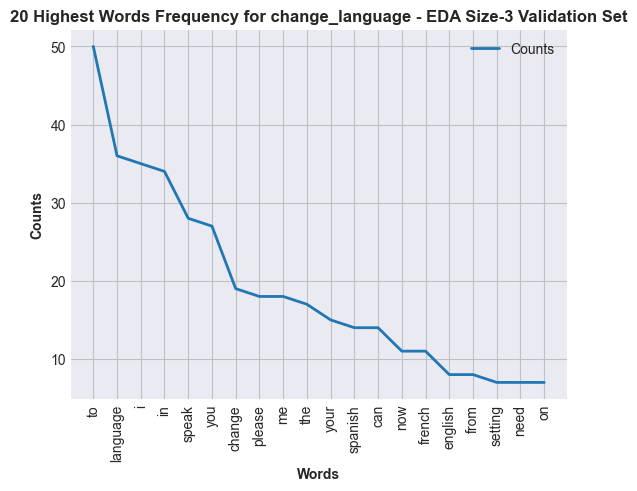 20 Highest Words Frequency for change_language - EDA Size-3 Validation Set
Counts
50
40
30
20
10
Counts
to
language
i
in
speak
you
change
please
me
the
your
spanish
can
now
french
english
from
setting
need
on
Words